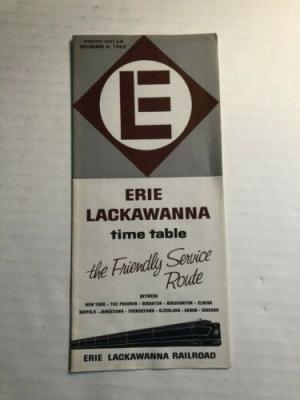 DECEMBER 6, 1963
E
ERIE
LACKAWANNA
time table
the Friendly Service
Route
BETWEEN
NEW YORK • THE POCONOS • SCRANTON • BINGHAMTON • ELMIRA
BUFFALO • JAMESTOWN • YOUNGSTOWN • CLEVELAND • AKRON • CHICAGO
ERIE LACKAWANNA RAILROAD